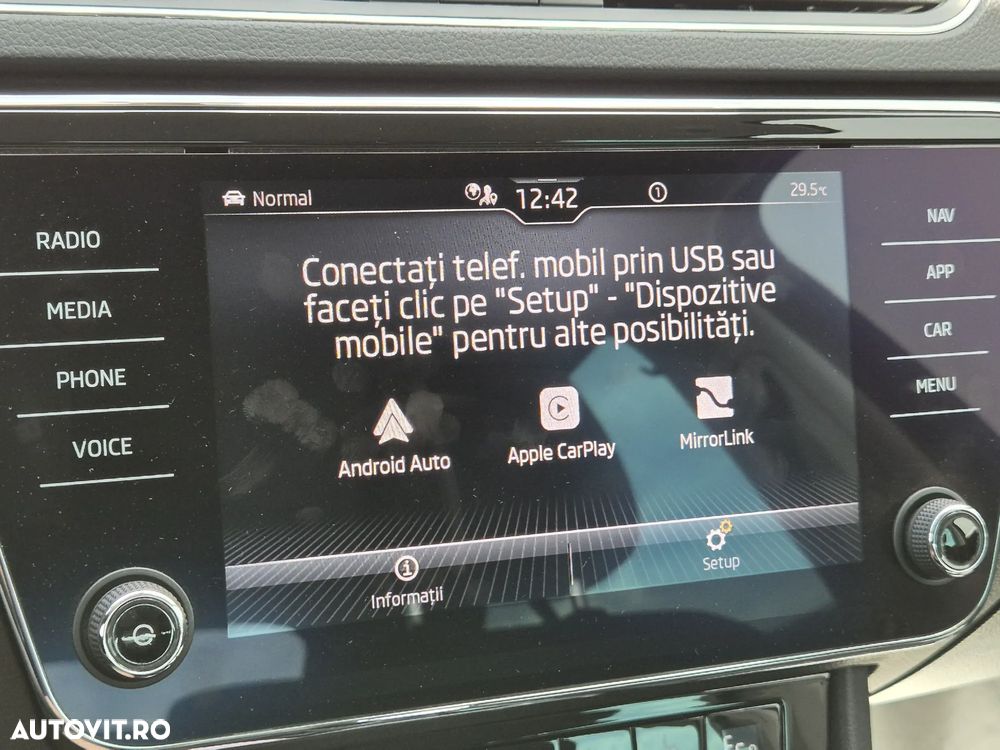 Normal
12:42
1
29.5°C
RADIO
MEDIA
PHONE
VOICE
NAV
APP
CAR
MENU
Conectați telef. mobil prin USB sau
faceți clic pe "Setup" - "Dispozitive
mobile" pentru alte posibilități.
Android Auto
Apple CarPlay
MirrorLink
Informații
Setup
AUTOVIT.RO